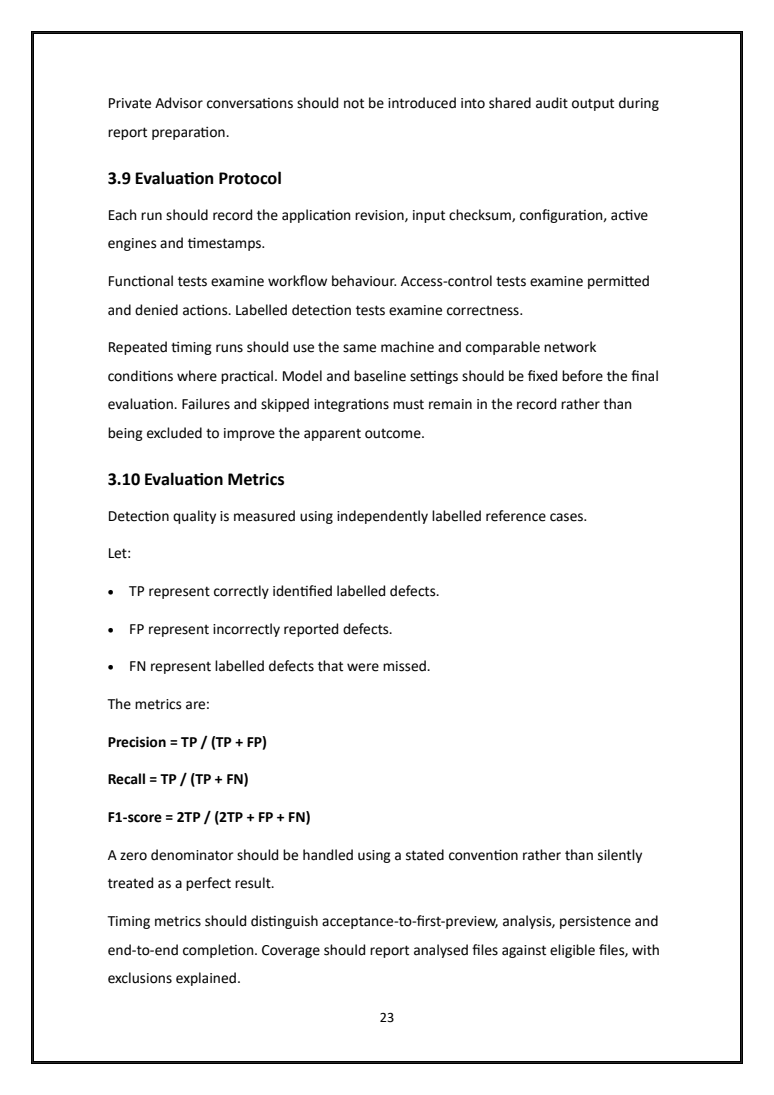 Private Advisor conversations should not be introduced into shared audit output during
report preparation.
3.9 Evaluation Protocol
Each run should record the application revision, input checksum, configuration, active
engines and timestamps.
Functional tests examine workflow behaviour. Access-control tests examine permitted
and denied actions. Labelled detection tests examine correctness.
Repeated timing runs should use the same machine and comparable network
conditions where practical. Model and baseline settings should be fixed before the final
evaluation. Failures and skipped integrations must remain in the record rather than
being excluded to improve the apparent outcome.
3.10 Evaluation Metrics
Detection quality is measured using independently labelled reference cases.
Let:
• TP represent correctly identified labelled defects.
• FP represent incorrectly reported defects.
• FN represent labelled defects that were missed.
The metrics are:
Precision = TP / (TP + FP)
Recall = TP / (TP + FN)
F1-score = 2TP / (2TP + FP + FN)
A zero denominator should be handled using a stated convention rather than silently
treated as a perfect result.
Timing metrics should distinguish acceptance-to-first-preview, analysis, persistence and
end-to-end completion. Coverage should report analysed files against eligible files, with
exclusions explained.
23